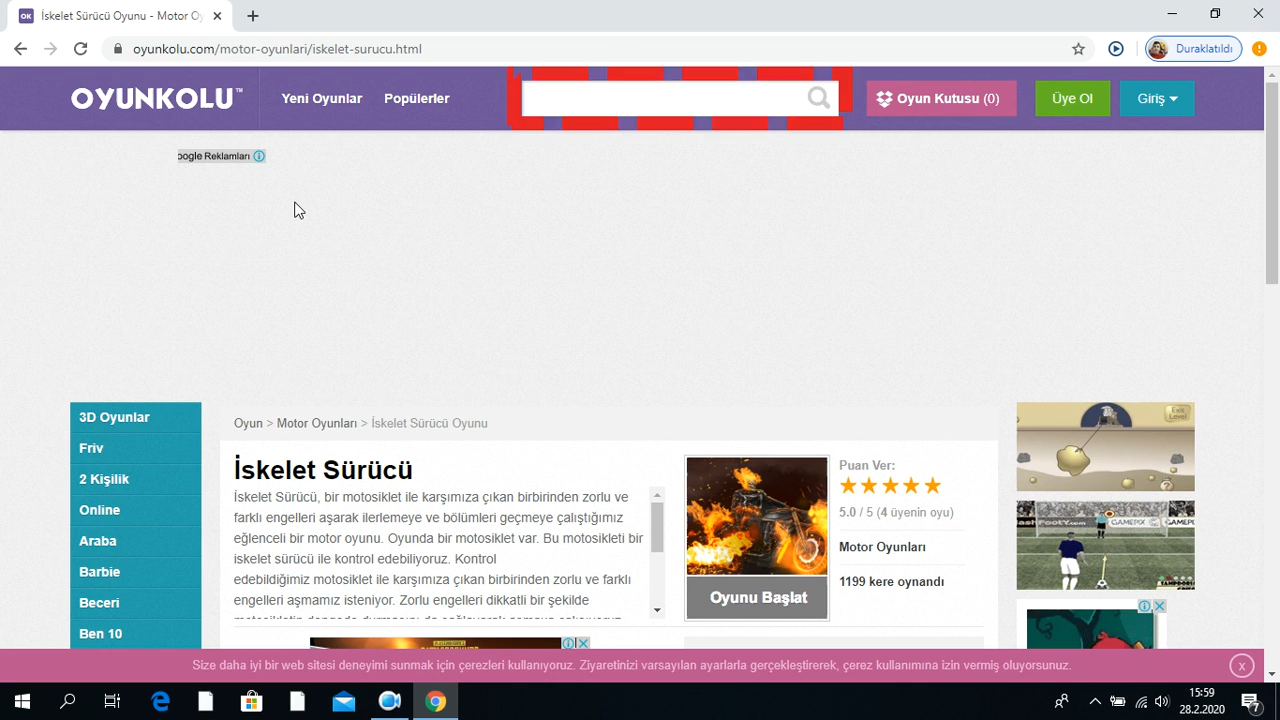 İskelet Sürücü Oyunu - Motor Oy
oyunkolu.com/motor-oyunlari/iskelet-surucu.html
Duraklatıldı
OYUNKOLU™
Yeni Oyunlar
Popülerler
Oyun Kutusu (0)
Üye Ol
Giriş
oogle Reklamları
3D Oyunlar
Friv
2 Kişilik
Online
Araba
Barbie
Beceri
Ben 10
Oyun > Motor Oyunları > İskelet Sürücü Oyunu
İskelet Sürücü
İskelet Sürücü, bir motosiklet ile karşımıza çıkan birbirinden zorlu ve
farklı engelleri aşarak ilerlemeye ve bölümleri geçmeye çalıştığımız
eğlenceli bir motor oyunu. Oyunda bir motosiklet var. Bu motosikleti bir
iskelet sürücü ile kontrol edebiliyoruz. Kontrol
edebildiğimiz motosiklet ile karşımıza çıkan birbirinden zorlu ve farklı
engelleri aşmamız isteniyor. Zorlu engelleri dikkatli bir şekilde
Oyunu Başlat
Puan Ver:
5.0 / 5 (4 üyenin oyu)
Motor Oyunları
1199 kere oynandı
Exit
Level
GAMEPIX
Size daha iyi bir web sitesi deneyimi sunmak için çerezleri kullanıyoruz. Ziyaretinizi varsayılan ayarlarla gerçekleştirerek, çerez kullanımına izin vermiş oluyorsunuz.
x
15:59
28.2.2020
7